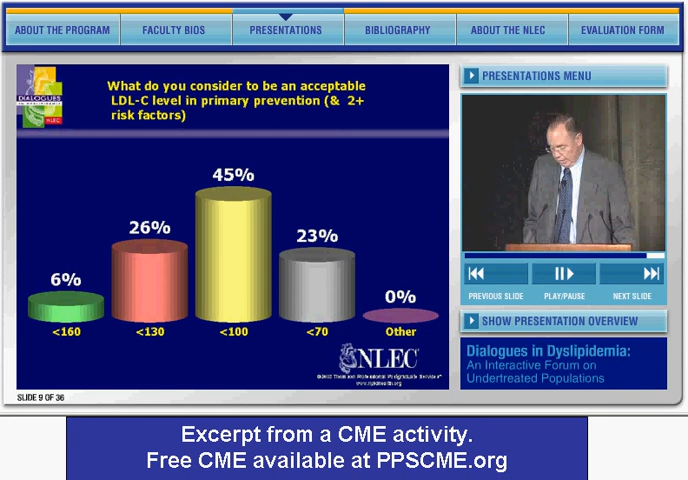 ABOUT THE PROGRAM
FACULTY BIOS
PRESENTATIONS
BIBLIOGRAPHY
ABOUT THE NLEC
EVALUATION FORM
DIALOGUES
NLEC
What do you consider to be an acceptable
LDL-C level in primary prevention (& 2+
risk factors)
6%
26%
45%
23%
0%
<160
<130
<100
<70
Other
NLEC
SLIDE 9 OF 36
PRESENTATIONS MENU
PREVIOUS SLIDE
PLAY/PAUSE
NEXT SLIDE
SHOW PRESENTATION OVERVIEW
Dialogues in Dyslipidemia:
An Interactive Forum on
Undertreated Populations
Excerpt from a CME activity.
Free CME available at PPSCME.org